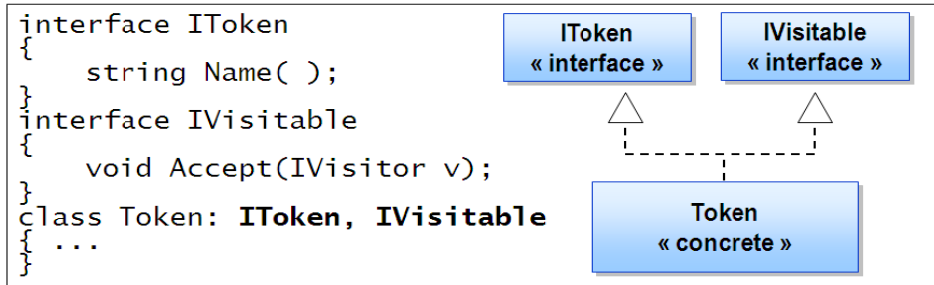 interface IToken
{
string Name( );
}
interface IVisitable
{
void Accept(IVisitor v);
}
class Token: IToken, IVisitable
{ ...
}
IToken
« interface »
IVisitable
« interface »
Token
« concrete »